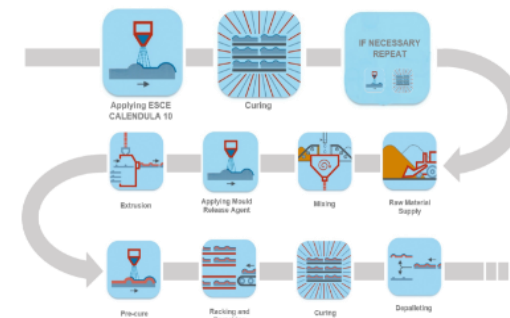 IF NECESSARY
REPEAT
Applying ESCE
CALENDULA 10
Curing
Extrusion
Applying Mould
Release Agent
Mixing
Raw Material
Supply
Pre-cure
Racking and
Curing
Depalleting